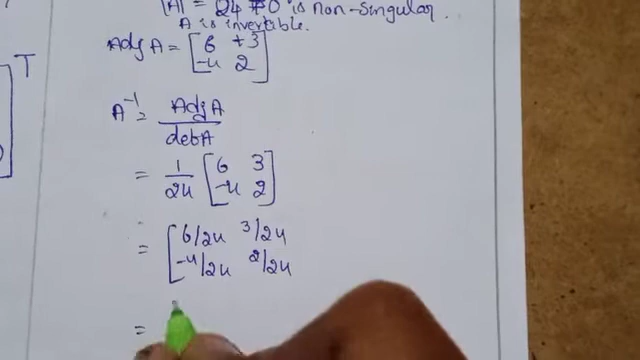 |A| = 24 ≠ 0 is non-singular.
A is invertible.
Adj A = [6 +3
-4 2]
T
A⁻¹ = Adj A
det A
= 1/24 [6 3
-4 2]
= [6/24 3/24
-4/24 2/24]
=